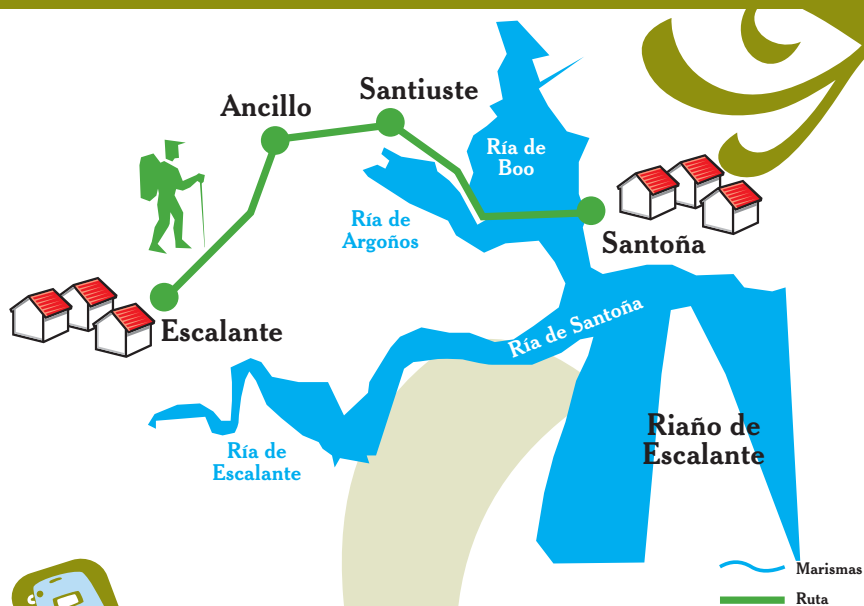 Santiuste
Ancillo
Ría de
Boo
Ría de
Argoños
Santoña
Escalante
Ría de Santoña
Riaño de
Escalante
Ría de
Escalante
Marismas
Ruta